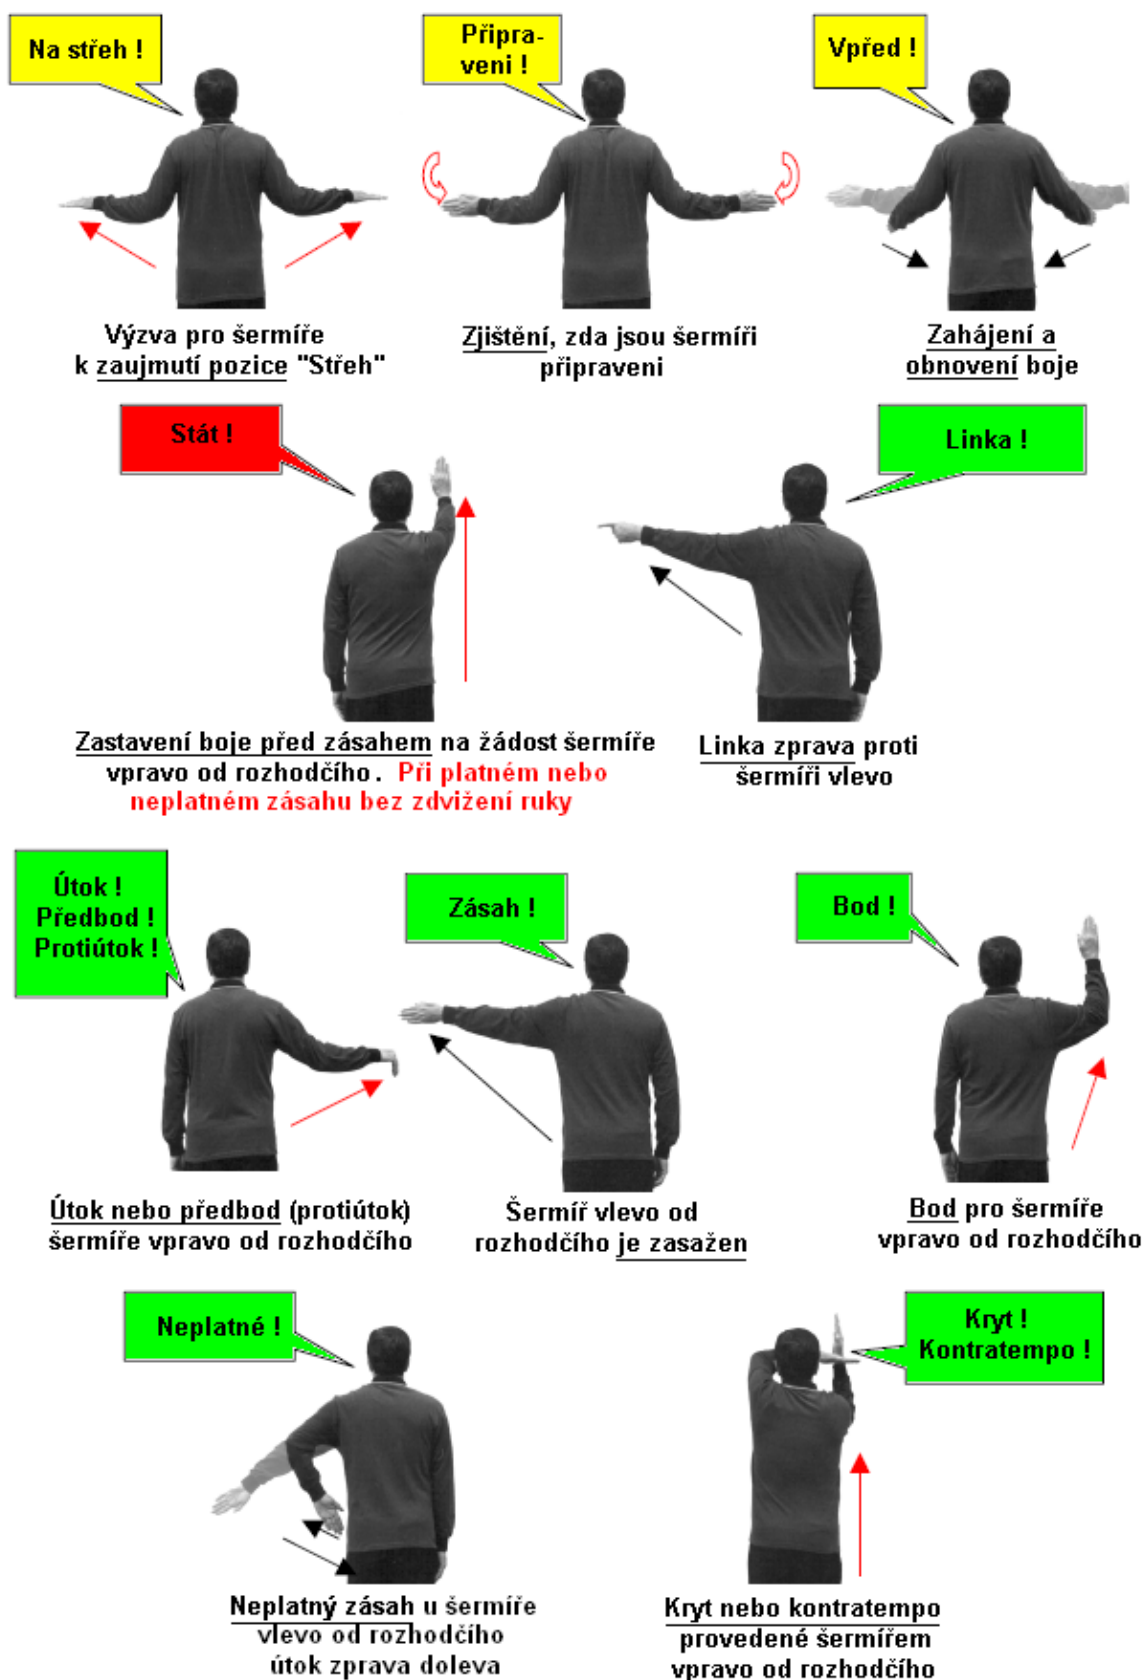 Na střeh !
Připra-
veni !
Vpřed !
Výzva pro šermíře
k zaujmutí pozice "Střeh"
Zjištění, zda jsou šermíři
připraveni
Zahájení a
obnovení boje
Stát !
Linka !
Zastavení boje před zásahem na žádost šermíře
vpravo od rozhodčího. Při platném nebo
neplatném zásahu bez zdvižení ruky
Linka zprava proti
šermíři vlevo
Útok !
Předbod !
Protiútok !
Zásah !
Bod !
Útok nebo předbod (protiútok)
šermíře vpravo od rozhodčího
Šermíř vlevo od
rozhodčího je zasažen
Bod pro šermíře
vpravo od rozhodčího
Neplatné !
Kryt !
Kontratempo !
Neplatný zásah u šermíře
vlevo od rozhodčího
útok zprava doleva
Kryt nebo kontratempo
provedené šermířem
vpravo od rozhodčího